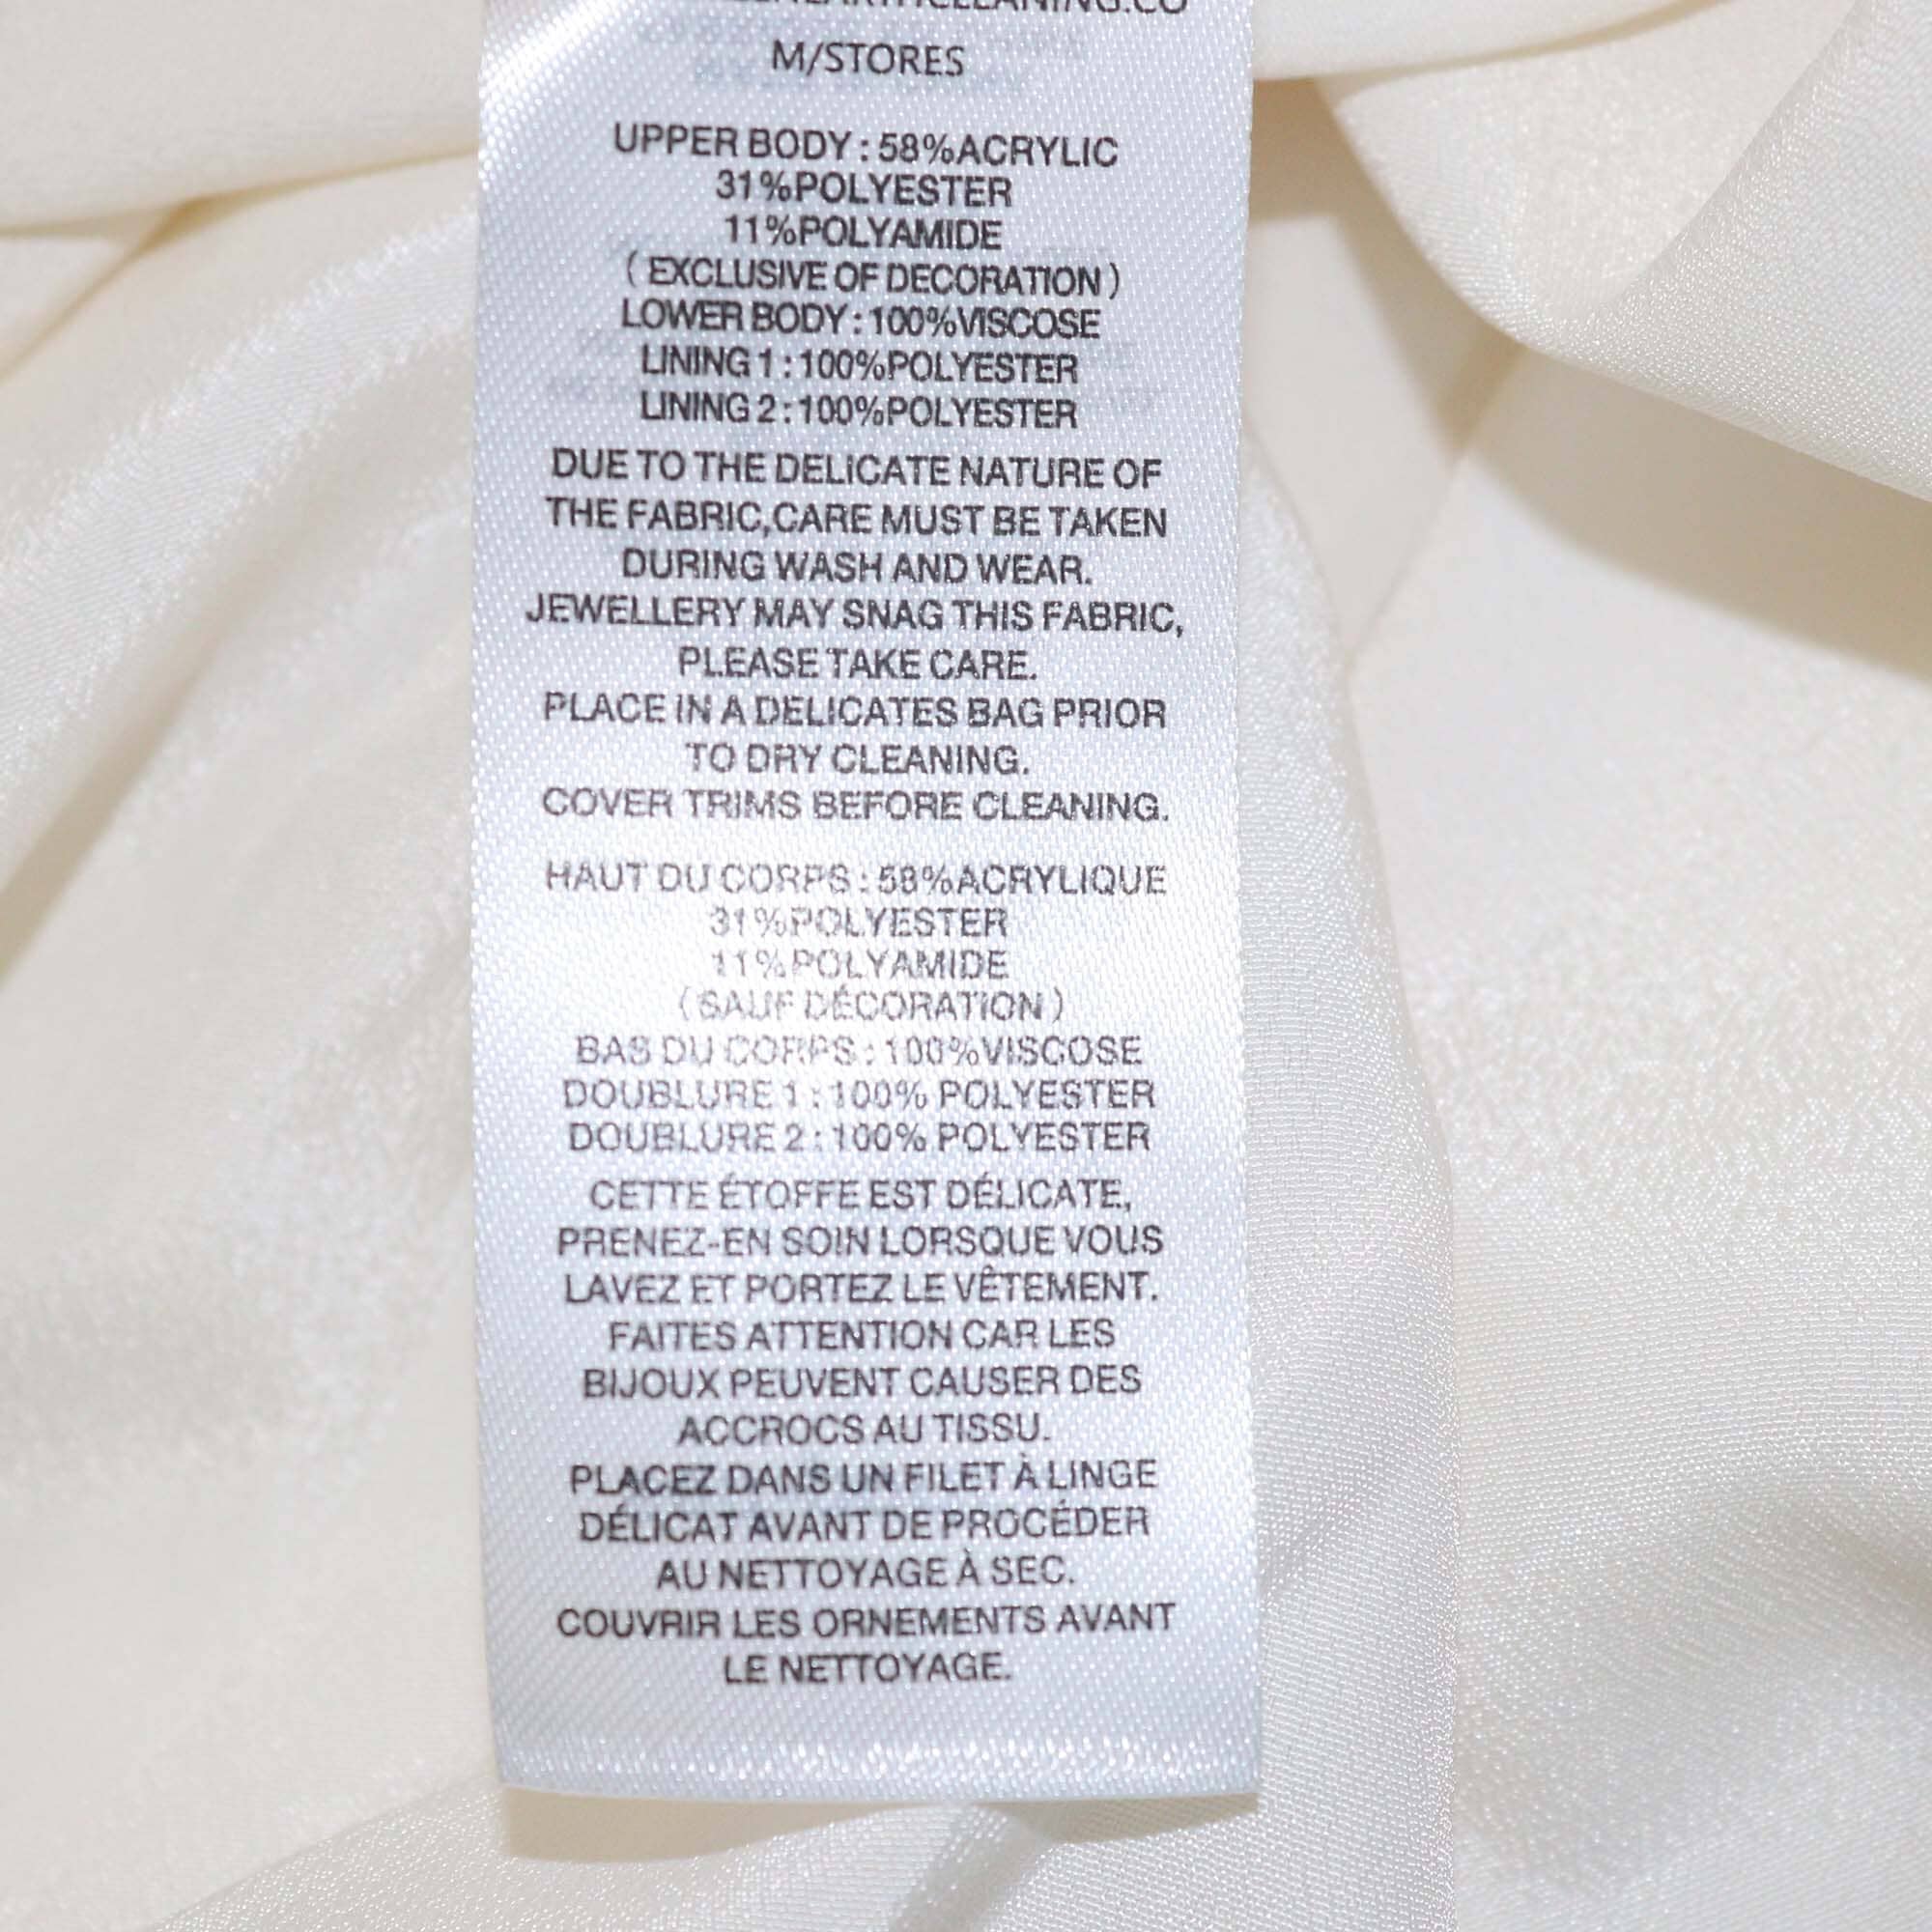 M/STORES
UPPER BODY : 58%ACRYLIC
31%POLYESTER
11%POLYAMIDE
( EXCLUSIVE OF DECORATION )
LOWER BODY : 100%VISCOSE
LINING 1 : 100%POLYESTER
LINING 2 : 100%POLYESTER
DUE TO THE DELICATE NATURE OF
THE FABRIC,CARE MUST BE TAKEN
DURING WASH AND WEAR.
JEWELLERY MAY SNAG THIS FABRIC,
PLEASE TAKE CARE.
PLACE IN A DELICATES BAG PRIOR
TO DRY CLEANING.
COVER TRIMS BEFORE CLEANING.
HAUT DU CORPS : 58%ACRYLIQUE
31%POLYESTER
11%POLYAMIDE
( SAUF DÉCORATION )
BAS DU CORPS : 100%VISCOSE
DOUBLURE 1 : 100% POLYESTER
DOUBLURE 2 : 100% POLYESTER
CETTE ÉTOFFE EST DÉLICATE,
PRENEZ-EN SOIN LORSQUE VOUS
LAVEZ ET PORTEZ LE VÊTEMENT.
FAITES ATTENTION CAR LES
BIJOUX PEUVENT CAUSER DES
ACCROCS AU TISSU.
PLACEZ DANS UN FILET À LINGE
DÉLICAT AVANT DE PROCÉDER
AU NETTOYAGE À SEC.
COUVRIR LES ORNEMENTS AVANT
LE NETTOYAGE.